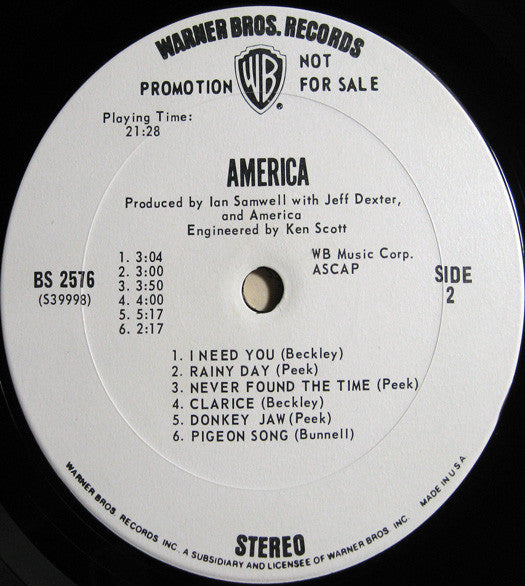 WARNER BROS. RECORDS
PROMOTION
NOT
FOR SALE
WB
®
Playing Time:
21:28
AMERICA
Produced by Ian Samwell with Jeff Dexter,
and America
Engineered by Ken Scott
1. 3:04
2. 3:00
3. 3:50
4. 4:00
5. 5:17
6. 2:17
WB Music Corp.
ASCAP
BS 2576
(S39998)
SIDE
2
1. I NEED YOU (Beckley)
2. RAINY DAY (Peek)
3. NEVER FOUND THE TIME (Peek)
4. CLARICE (Beckley)
5. DONKEY JAW (Peek)
6. PIGEON SONG (Bunnell)
STEREO
WARNER BROS. RECORDS INC. A SUBSIDIARY AND LICENSEE OF WARNER BROS. INC. MADE IN U.S.A.